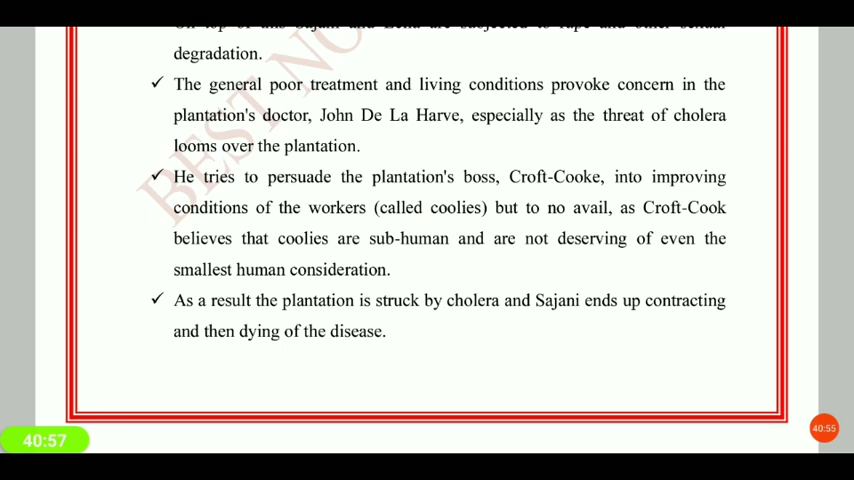 On top of this Sajani and Leila are subjected to rape and other sexual
degradation.
✓ The general poor treatment and living conditions provoke concern in the
plantation's doctor, John De La Harve, especially as the threat of cholera
looms over the plantation.
✓ He tries to persuade the plantation's boss, Croft-Cooke, into improving
conditions of the workers (called coolies) but to no avail, as Croft-Cook
believes that coolies are sub-human and are not deserving of even the
smallest human consideration.
✓ As a result the plantation is struck by cholera and Sajani ends up contracting
and then dying of the disease.
BEST NO
40:57
40:55